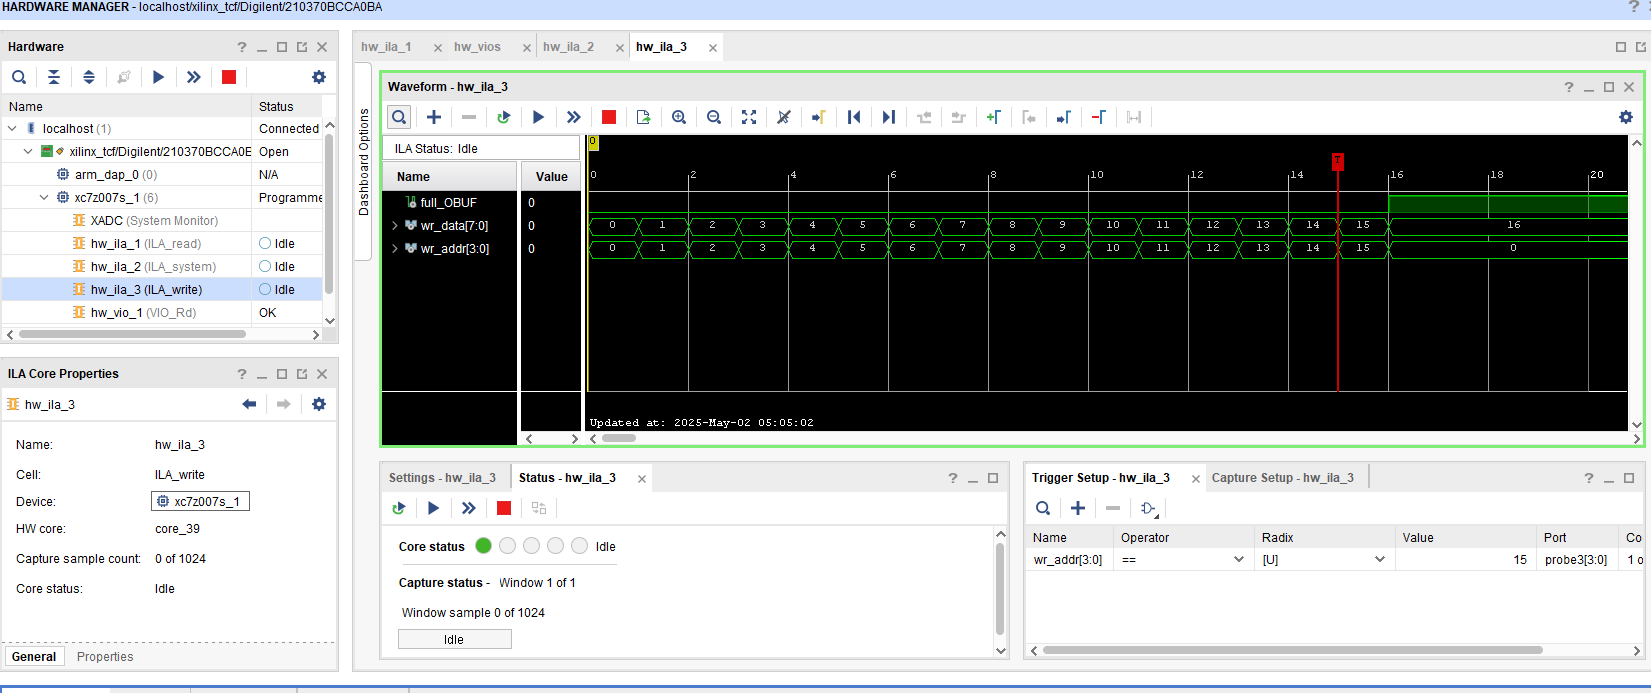 HARDWARE MANAGER - localhost/xilinx_tcf/Digilent/210370BCCA0BA
?
Hardware
?
Name Status
localhost (1) Connected
xilinx_tcf/Digilent/210370BCCA0E Open
arm_dap_0 (0) N/A
xc7z007s_1 (6) Programme
XADC (System Monitor)
hw_ila_1 (ILA_read) Idle
hw_ila_2 (ILA_system) Idle
hw_ila_3 (ILA_write) Idle
hw_vio_1 (VIO_Rd) OK
ILA Core Properties
?
hw_ila_3
Name: hw_ila_3
Cell: ILA_write
Device: xc7z007s_1
HW core: core_39
Capture sample count: 0 of 1024
Core status: Idle
General Properties
hw_ila_1 hw_vios hw_ila_2 hw_ila_3
Dashboard Options
Waveform - hw_ila_3
?
ILA Status: Idle
Name Value
full_OBUF 0
wr_data[7:0] 0
wr_addr[3:0] 0
0
T
0 2 4 6 8 10 12 14 16 18 20
0 1 2 3 4 5 6 7 8 9 10 11 12 13 14 15 16
0 1 2 3 4 5 6 7 8 9 10 11 12 13 14 15 0
Updated at: 2025-May-02 05:05:02
Settings - hw_ila_3 Status - hw_ila_3
?
Core status Idle
Capture status - Window 1 of 1
Window sample 0 of 1024
Idle
Trigger Setup - hw_ila_3 Capture Setup - hw_ila_3
?
Name Operator Radix Value Port Co
wr_addr[3:0] == [U] 15 probe3[3:0] 1 o